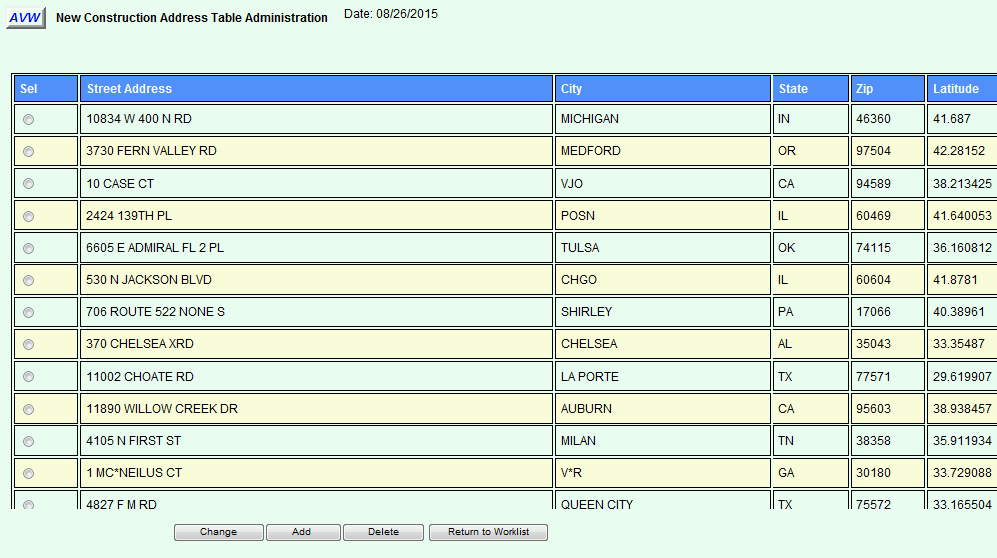 AVW New Construction Address Table Administration Date: 08/26/2015
Sel Street Address City State Zip Latitude
10834 W 400 N RD MICHIGAN IN 46360 41.687
3730 FERN VALLEY RD MEDFORD OR 97504 42.28152
10 CASE CT VJO CA 94589 38.213425
2424 139TH PL POSN IL 60469 41.640053
6605 E ADMIRAL FL 2 PL TULSA OK 74115 36.160812
530 N JACKSON BLVD CHGO IL 60604 41.8781
706 ROUTE 522 NONE S SHIRLEY PA 17066 40.38961
370 CHELSEA XRD CHELSEA AL 35043 33.35487
11002 CHOATE RD LA PORTE TX 77571 29.619907
11890 WILLOW CREEK DR AUBURN CA 95603 38.938457
4105 N FIRST ST MILAN TN 38358 35.911934
1 MC*NEILUS CT V*R GA 30180 33.729088
4827 F M RD QUEEN CITY TX 75572 33.165504
Change Add Delete Return to Worklist